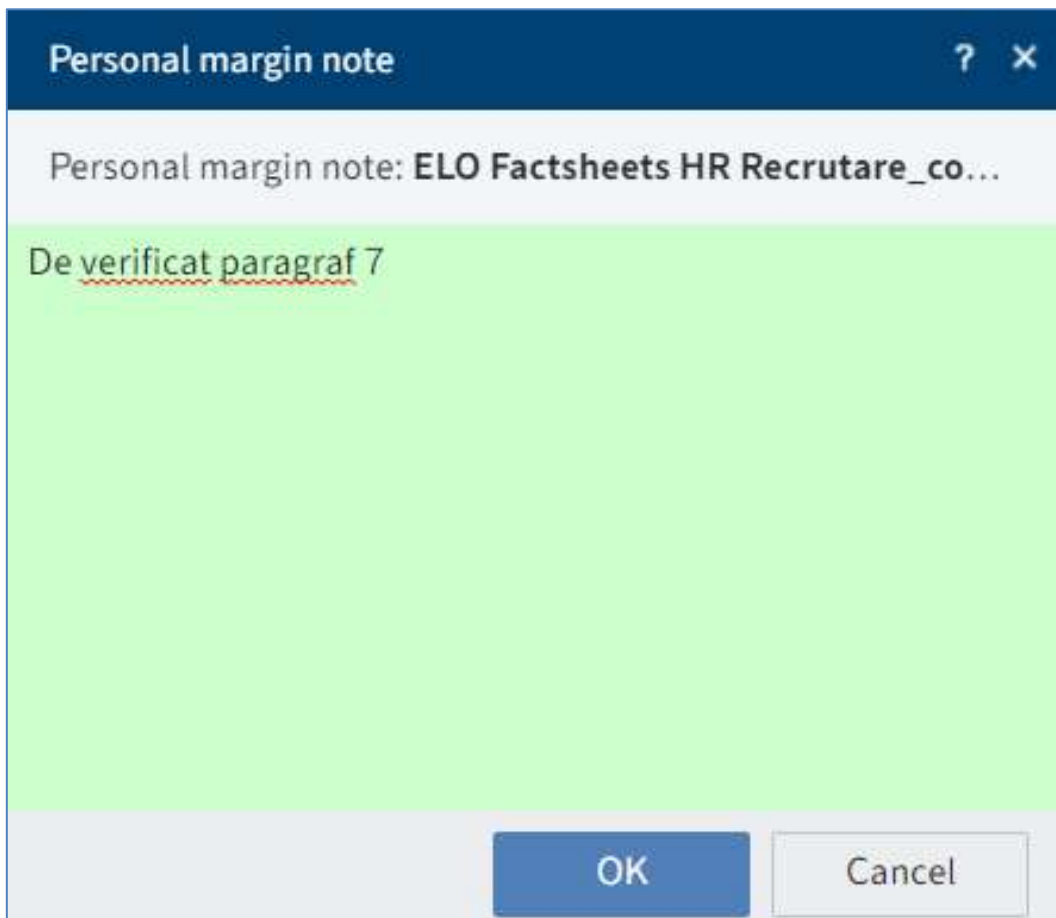 Personal margin note ? ×
Personal margin note: ELO Factsheets HR Recrutare_co...
De verificat paragraf 7
OK Cancel